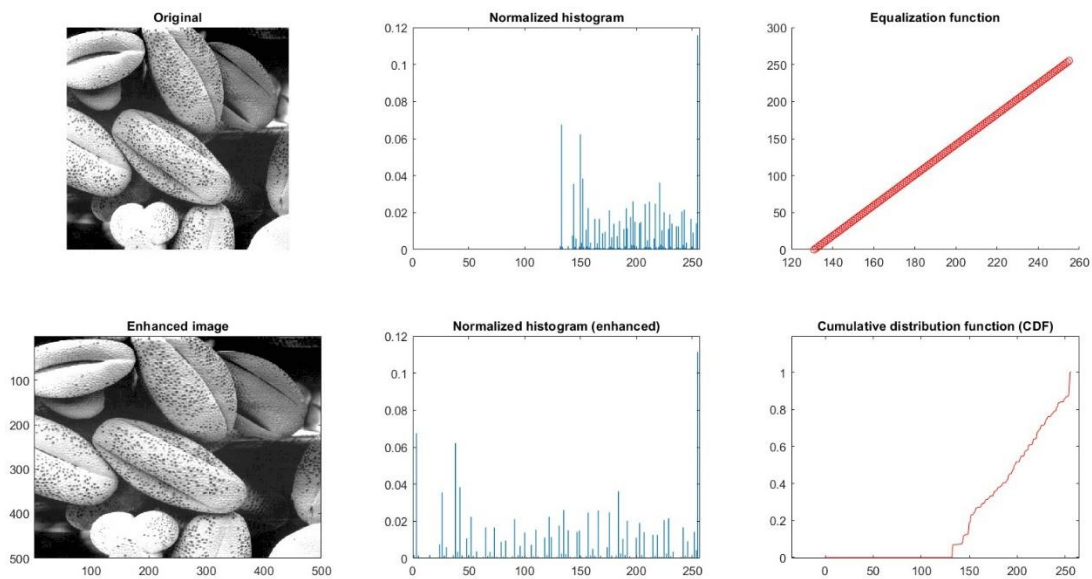 Original
Normalized histogram
Equalization function
0.12
0.1
0.08
0.06
0.04
0.02
0
0 50 100 150 200 250
300
250
200
150
100
50
0
120 140 160 180 200 220 240 260
Enhanced image
Normalized histogram (enhanced)
Cumulative distribution function (CDF)
100
200
300
400
500
100 200 300 400 500
0.12
0.1
0.08
0.06
0.04
0.02
0
0 50 100 150 200 250
1
0.8
0.6
0.4
0.2
0
0 50 100 150 200 250